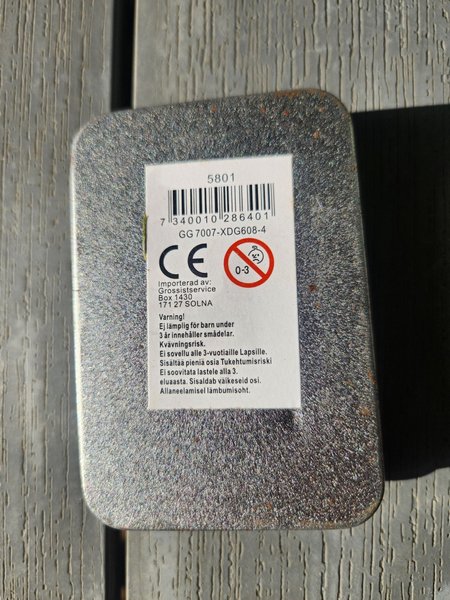 5801
7 340010 286401
GG 7007-XDG608-4
CE
0-3
Importerad av:
Grossistservice
Box 1430
171 27 SOLNA
Varning!
Ej lämplig för barn under
3 år innehåller smådelar.
Kvävningsrisk.
Ei sovellu alle 3-vuotiaille Lapsille.
Sisältää pieniä osia Tukehtumisriski
Ei soovitata lastele alla 3.
eluaasta. Sisaldab väikeseid osi.
Allaneelamisel lämbumisoht.